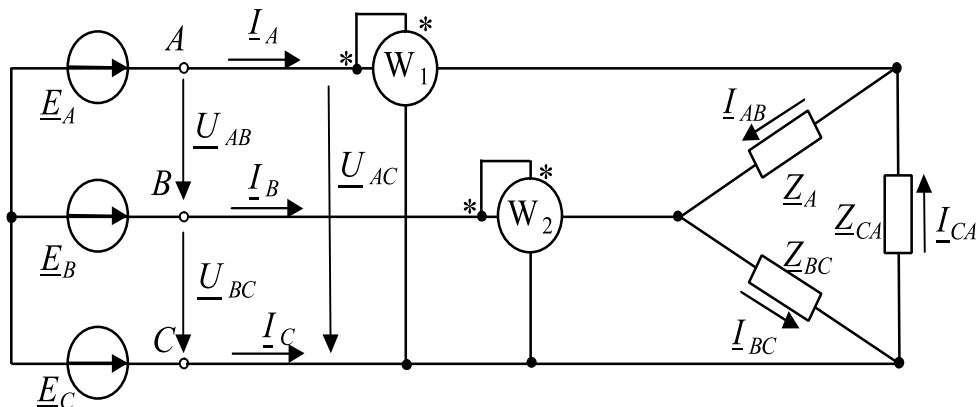 A
I_A
*
*
W_1
E_A
I_AB
U_AB
B
I_B
U_AC
*
*
W_2
Z_A
Z_CA
I_CA
E_B
Z_BC
U_BC
C
I_C
I_BC
E_C